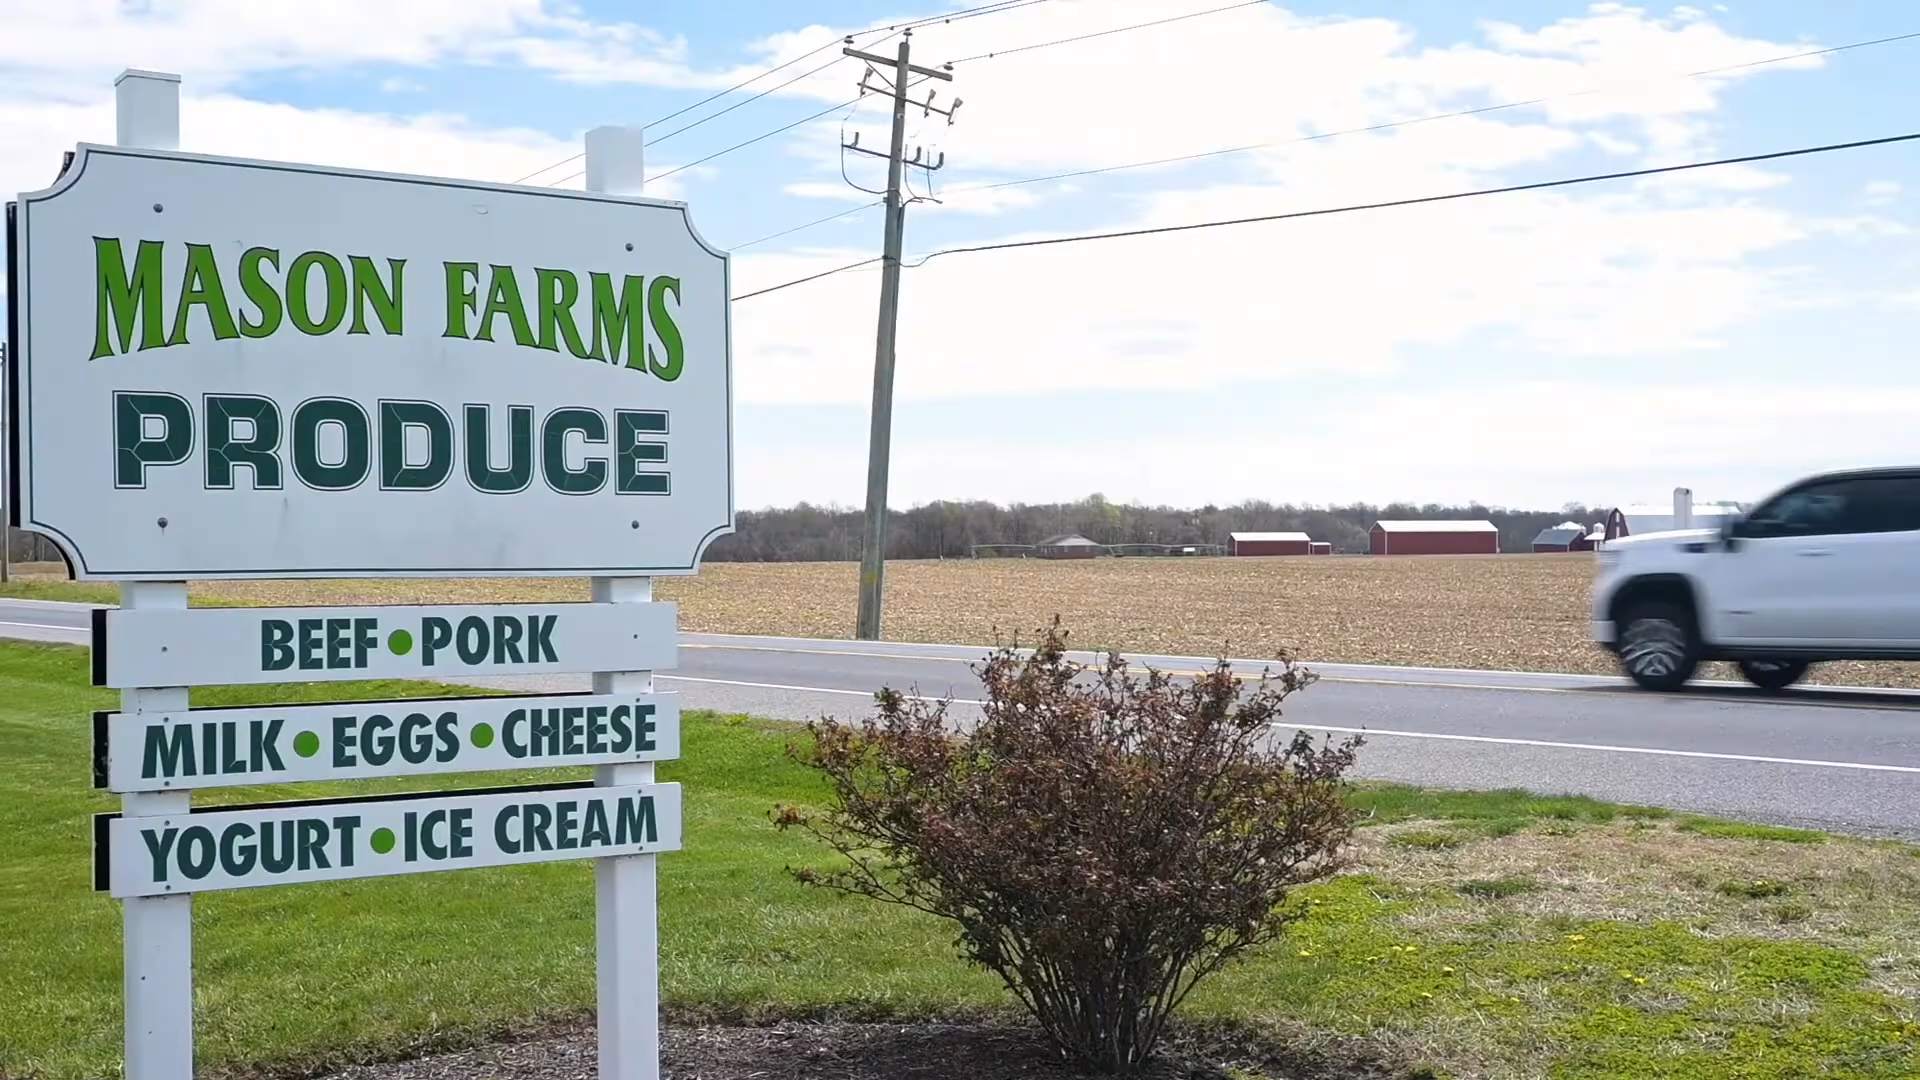 MASON FARMS
PRODUCE
BEEF • PORK
MILK • EGGS • CHEESE
YOGURT • ICE CREAM